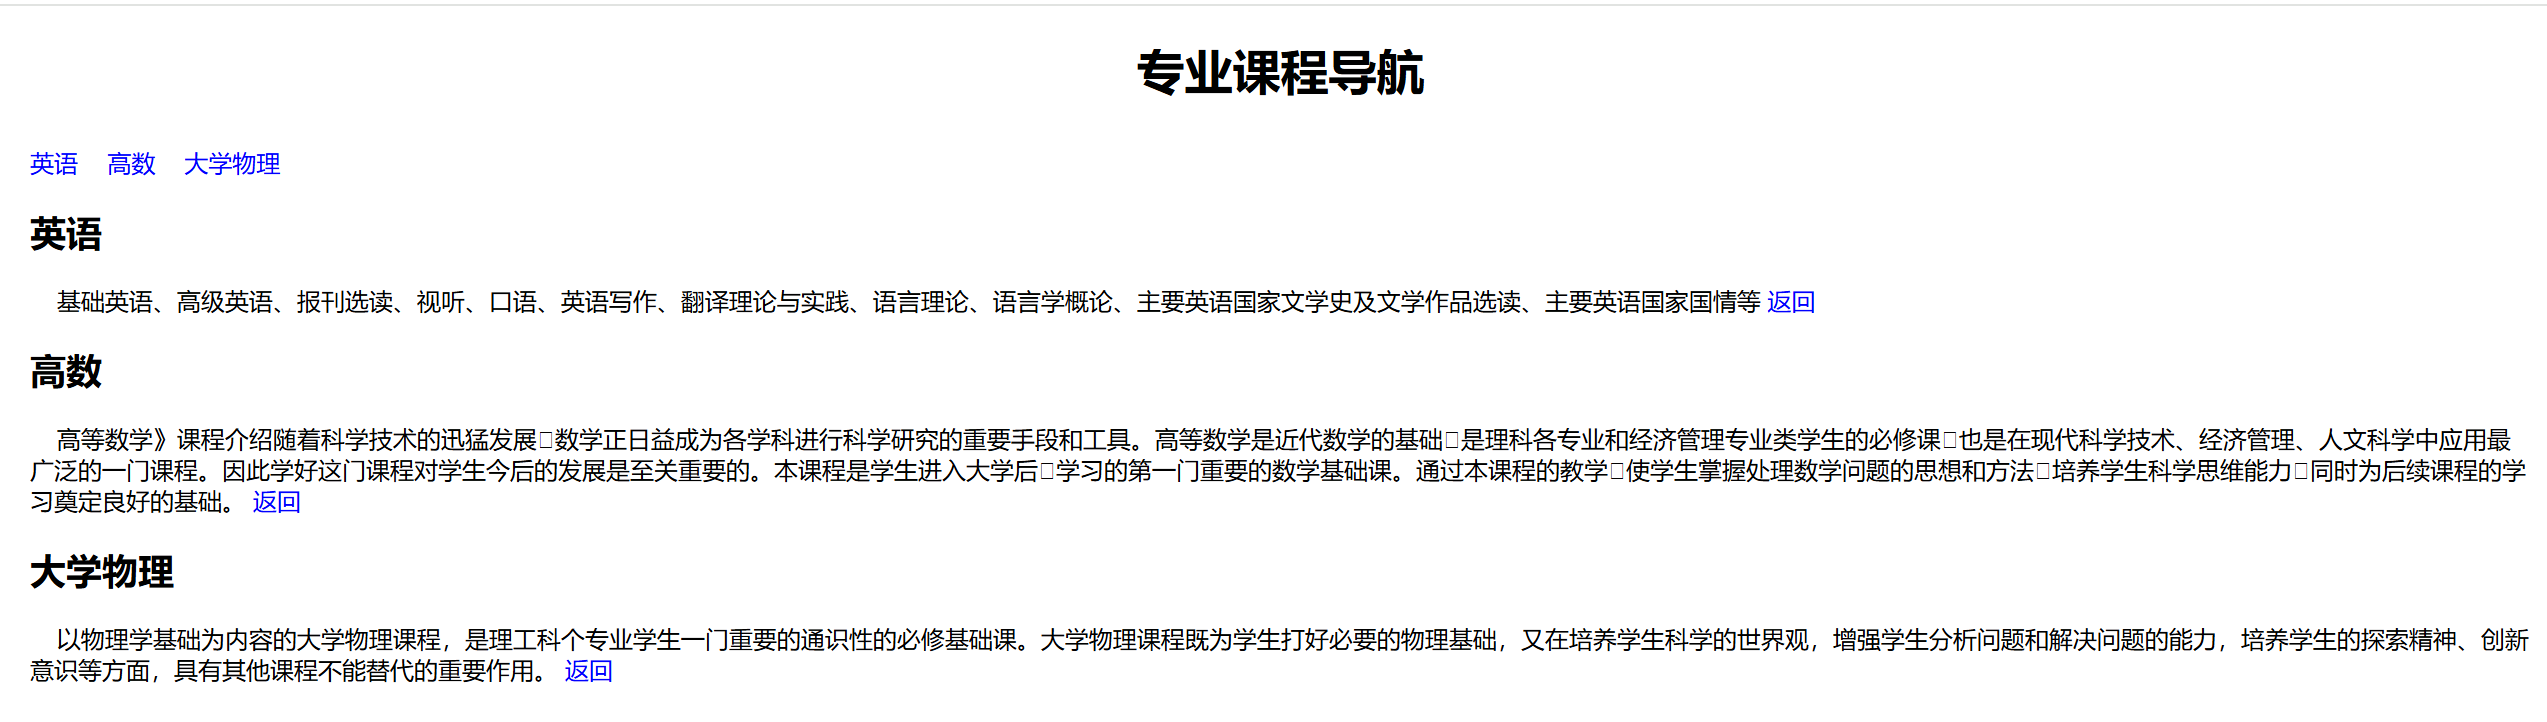 专业课程导航
英语 高数 大学物理
英语
基础英语、高级英语、报刊选读、视听、口语、英语写作、翻译理论与实践、语言理论、语言学概论、主要英语国家文学史及文学作品选读、主要英语国家国情等 返回
高数
高等数学》课程介绍随着科学技术的迅猛发展□数学正日益成为各学科进行科学研究的重要手段和工具。高等数学是近代数学的基础□是理科各专业和经济管理专业类学生的必修课□也是在现代科学技术、经济管理、人文科学中应用最
广泛的一门课程。因此学好这门课程对学生今后的发展是至关重要的。本课程是学生进入大学后□学习的第一门重要的数学基础课。通过本课程的教学□使学生掌握处理数学问题的思想和方法□培养学生科学思维能力□同时为后续课程的学
习奠定良好的基础。 返回
大学物理
以物理学基础为内容的大学物理课程，是理工科个专业学生一门重要的通识性的必修基础课。大学物理课程既为学生打好必要的物理基础，又在培养学生科学的世界观，增强学生分析问题和解决问题的能力，培养学生的探索精神、创新
意识等方面，具有其他课程不能替代的重要作用。 返回